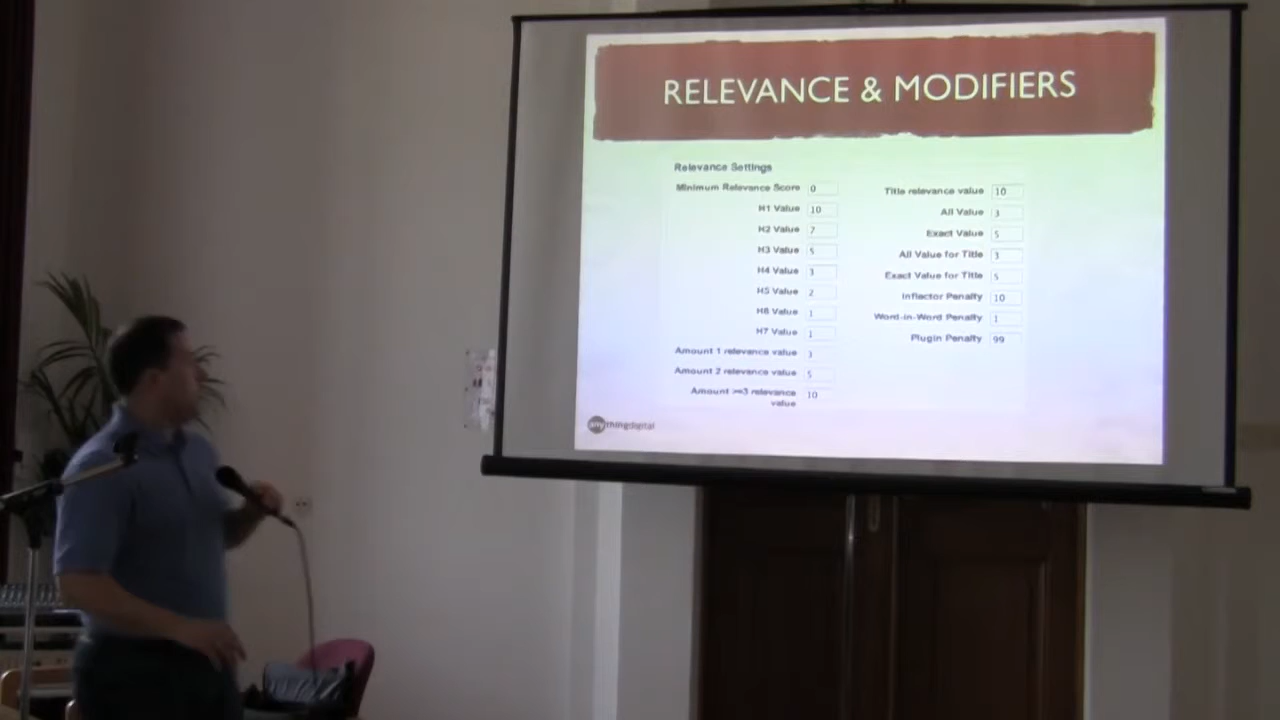 RELEVANCE & MODIFIERS
Relevance Settings
Minimum Relevance Score 0
H1 Value 10
H2 Value 7
H3 Value 5
H4 Value 3
H5 Value 2
H6 Value 1
H7 Value 1
Amount 1 relevance value 3
Amount 2 relevance value 5
Amount >=3 relevance
value 10
Title relevance value 10
All Value 3
Exact Value 5
All Value for Title 3
Exact Value for Title 5
Inflector Penalty 10
Word-in-Word Penalty 1
Plugin Penalty 99
anythingdigital